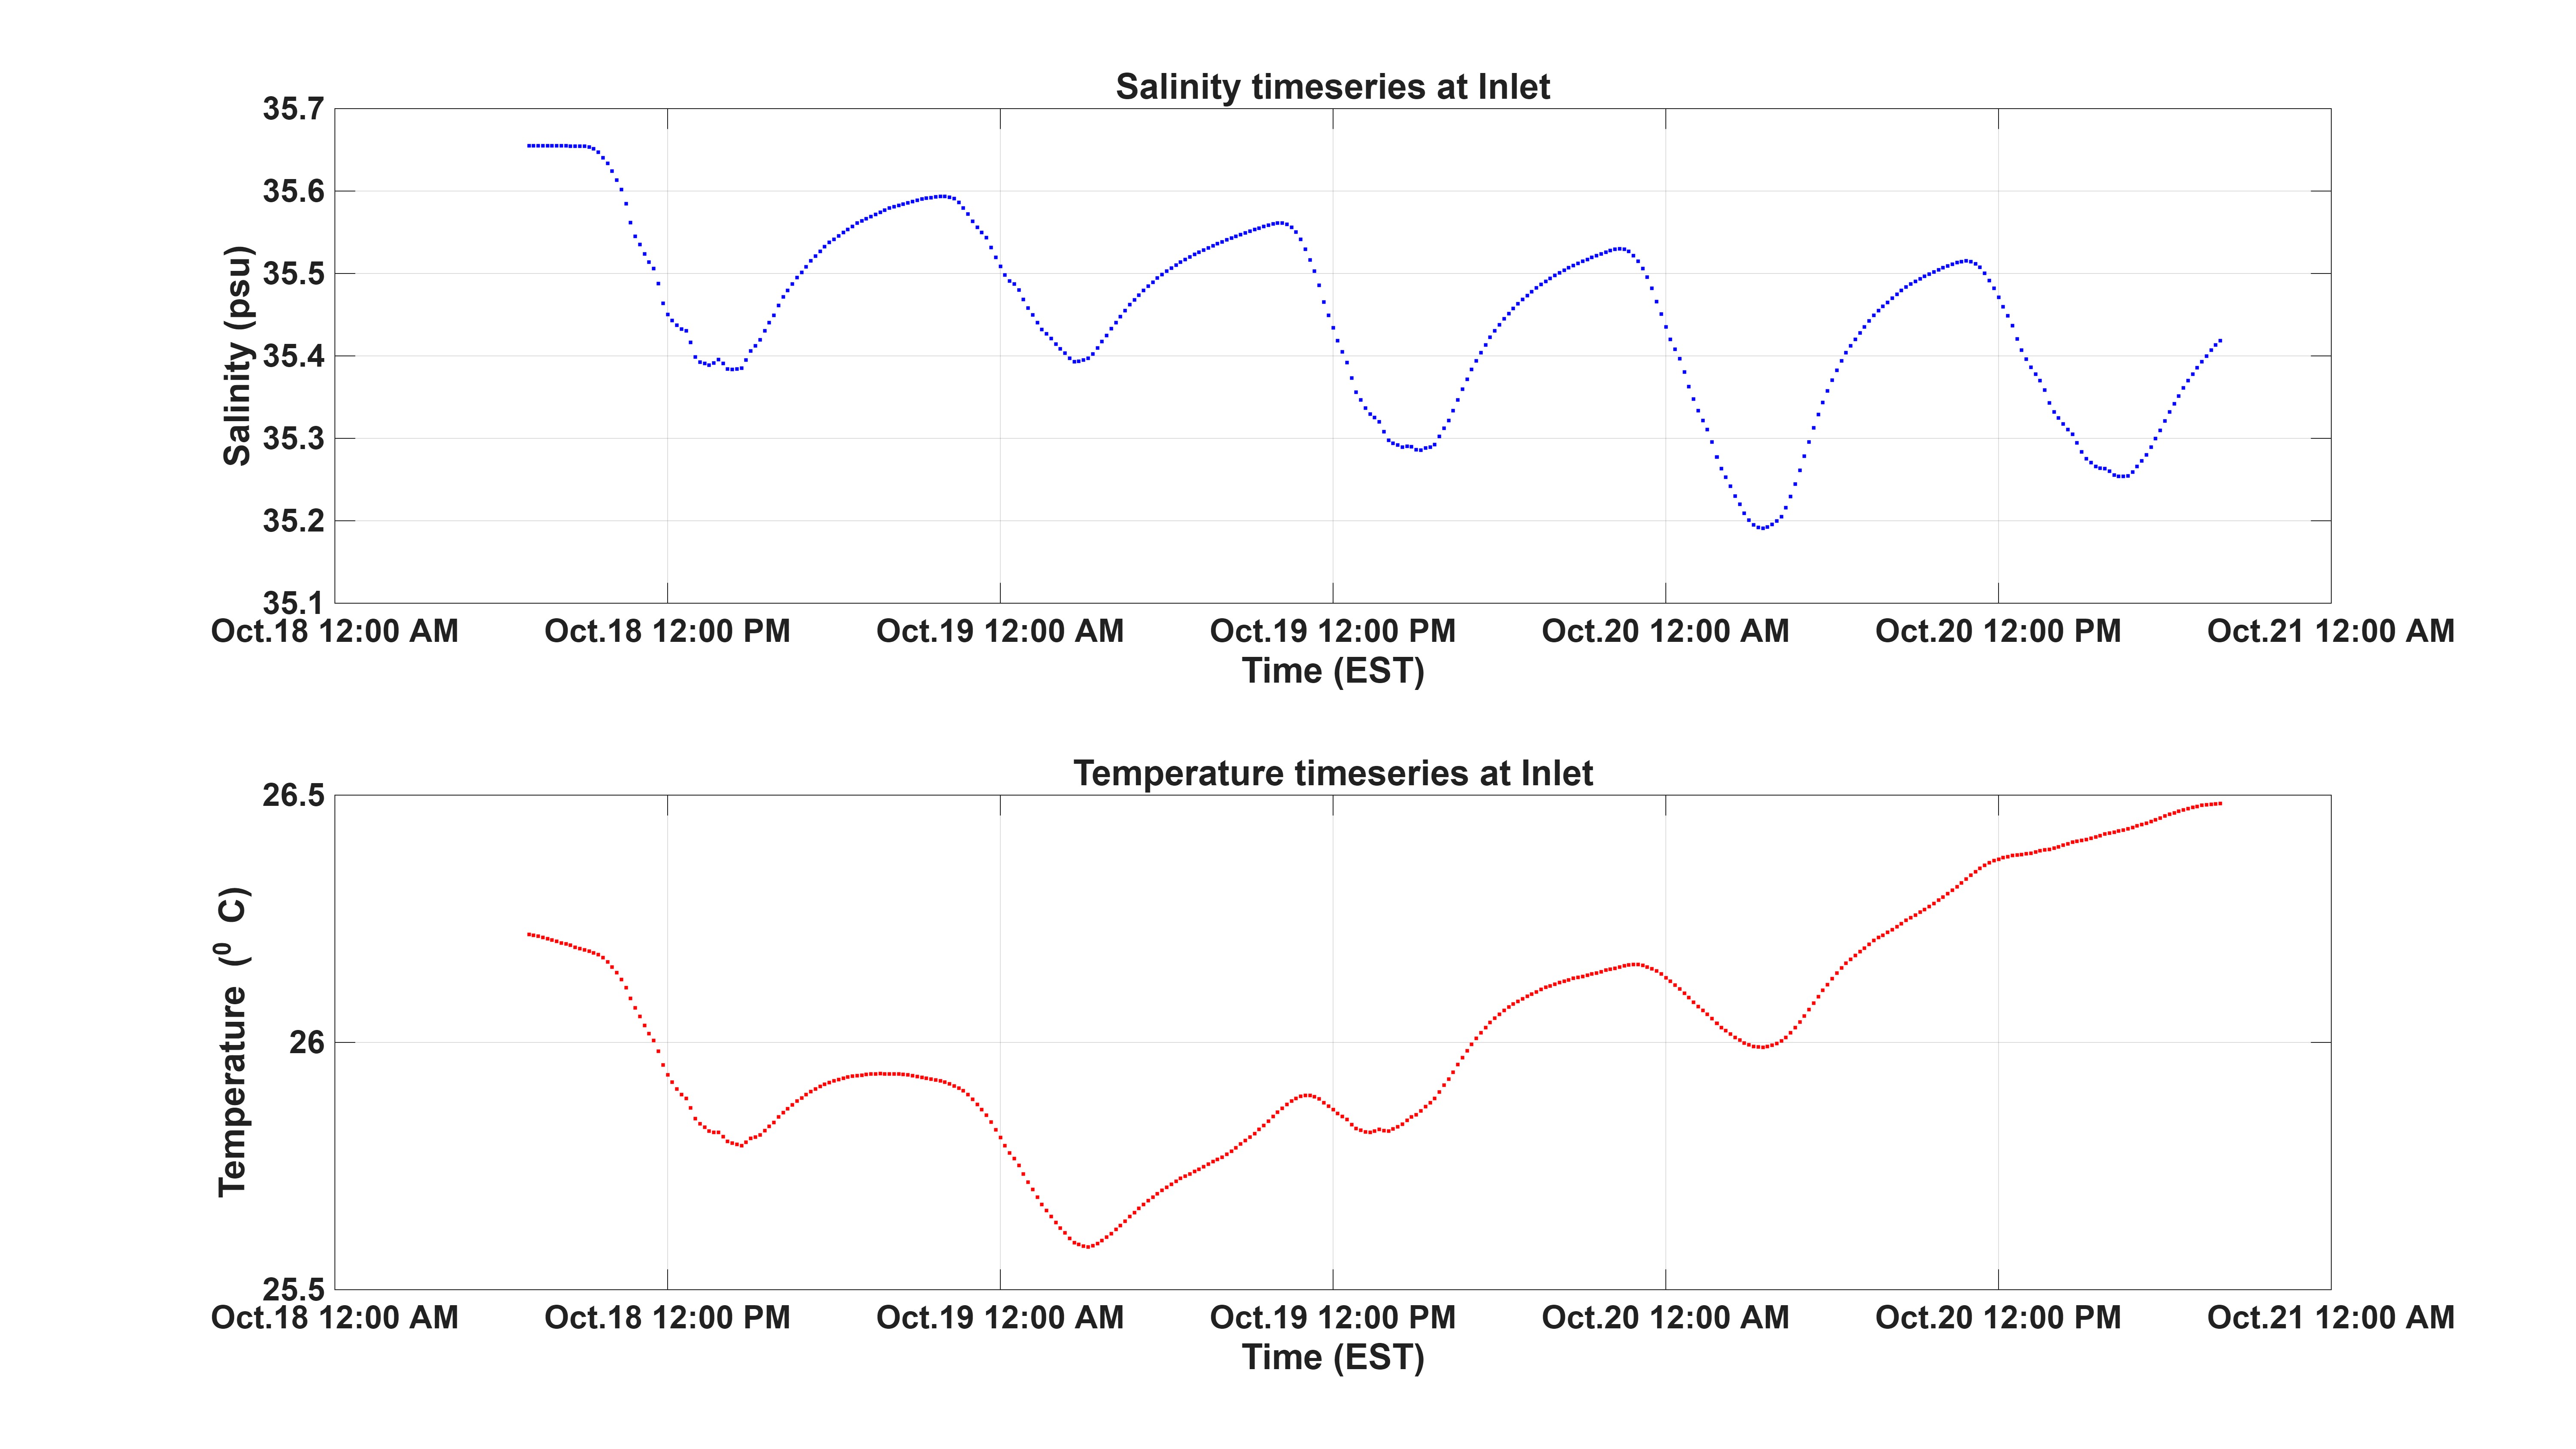 Salinity timeseries at Inlet
35.7
35.6
35.5
35.4
35.3
35.2
35.1
Salinity (psu)
Oct.18 12:00 AM Oct.18 12:00 PM Oct.19 12:00 AM Oct.19 12:00 PM Oct.20 12:00 AM Oct.20 12:00 PM Oct.21 12:00 AM
Time (EST)
Temperature timeseries at Inlet
26.5
26
25.5
Temperature (⁰ C)
Oct.18 12:00 AM Oct.18 12:00 PM Oct.19 12:00 AM Oct.19 12:00 PM Oct.20 12:00 AM Oct.20 12:00 PM Oct.21 12:00 AM
Time (EST)